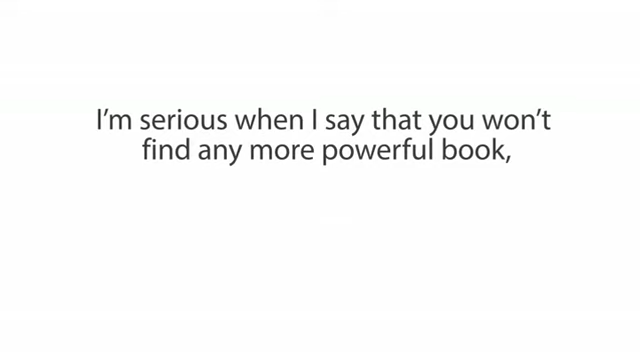 I'm serious when I say that you won't
find any more powerful book,